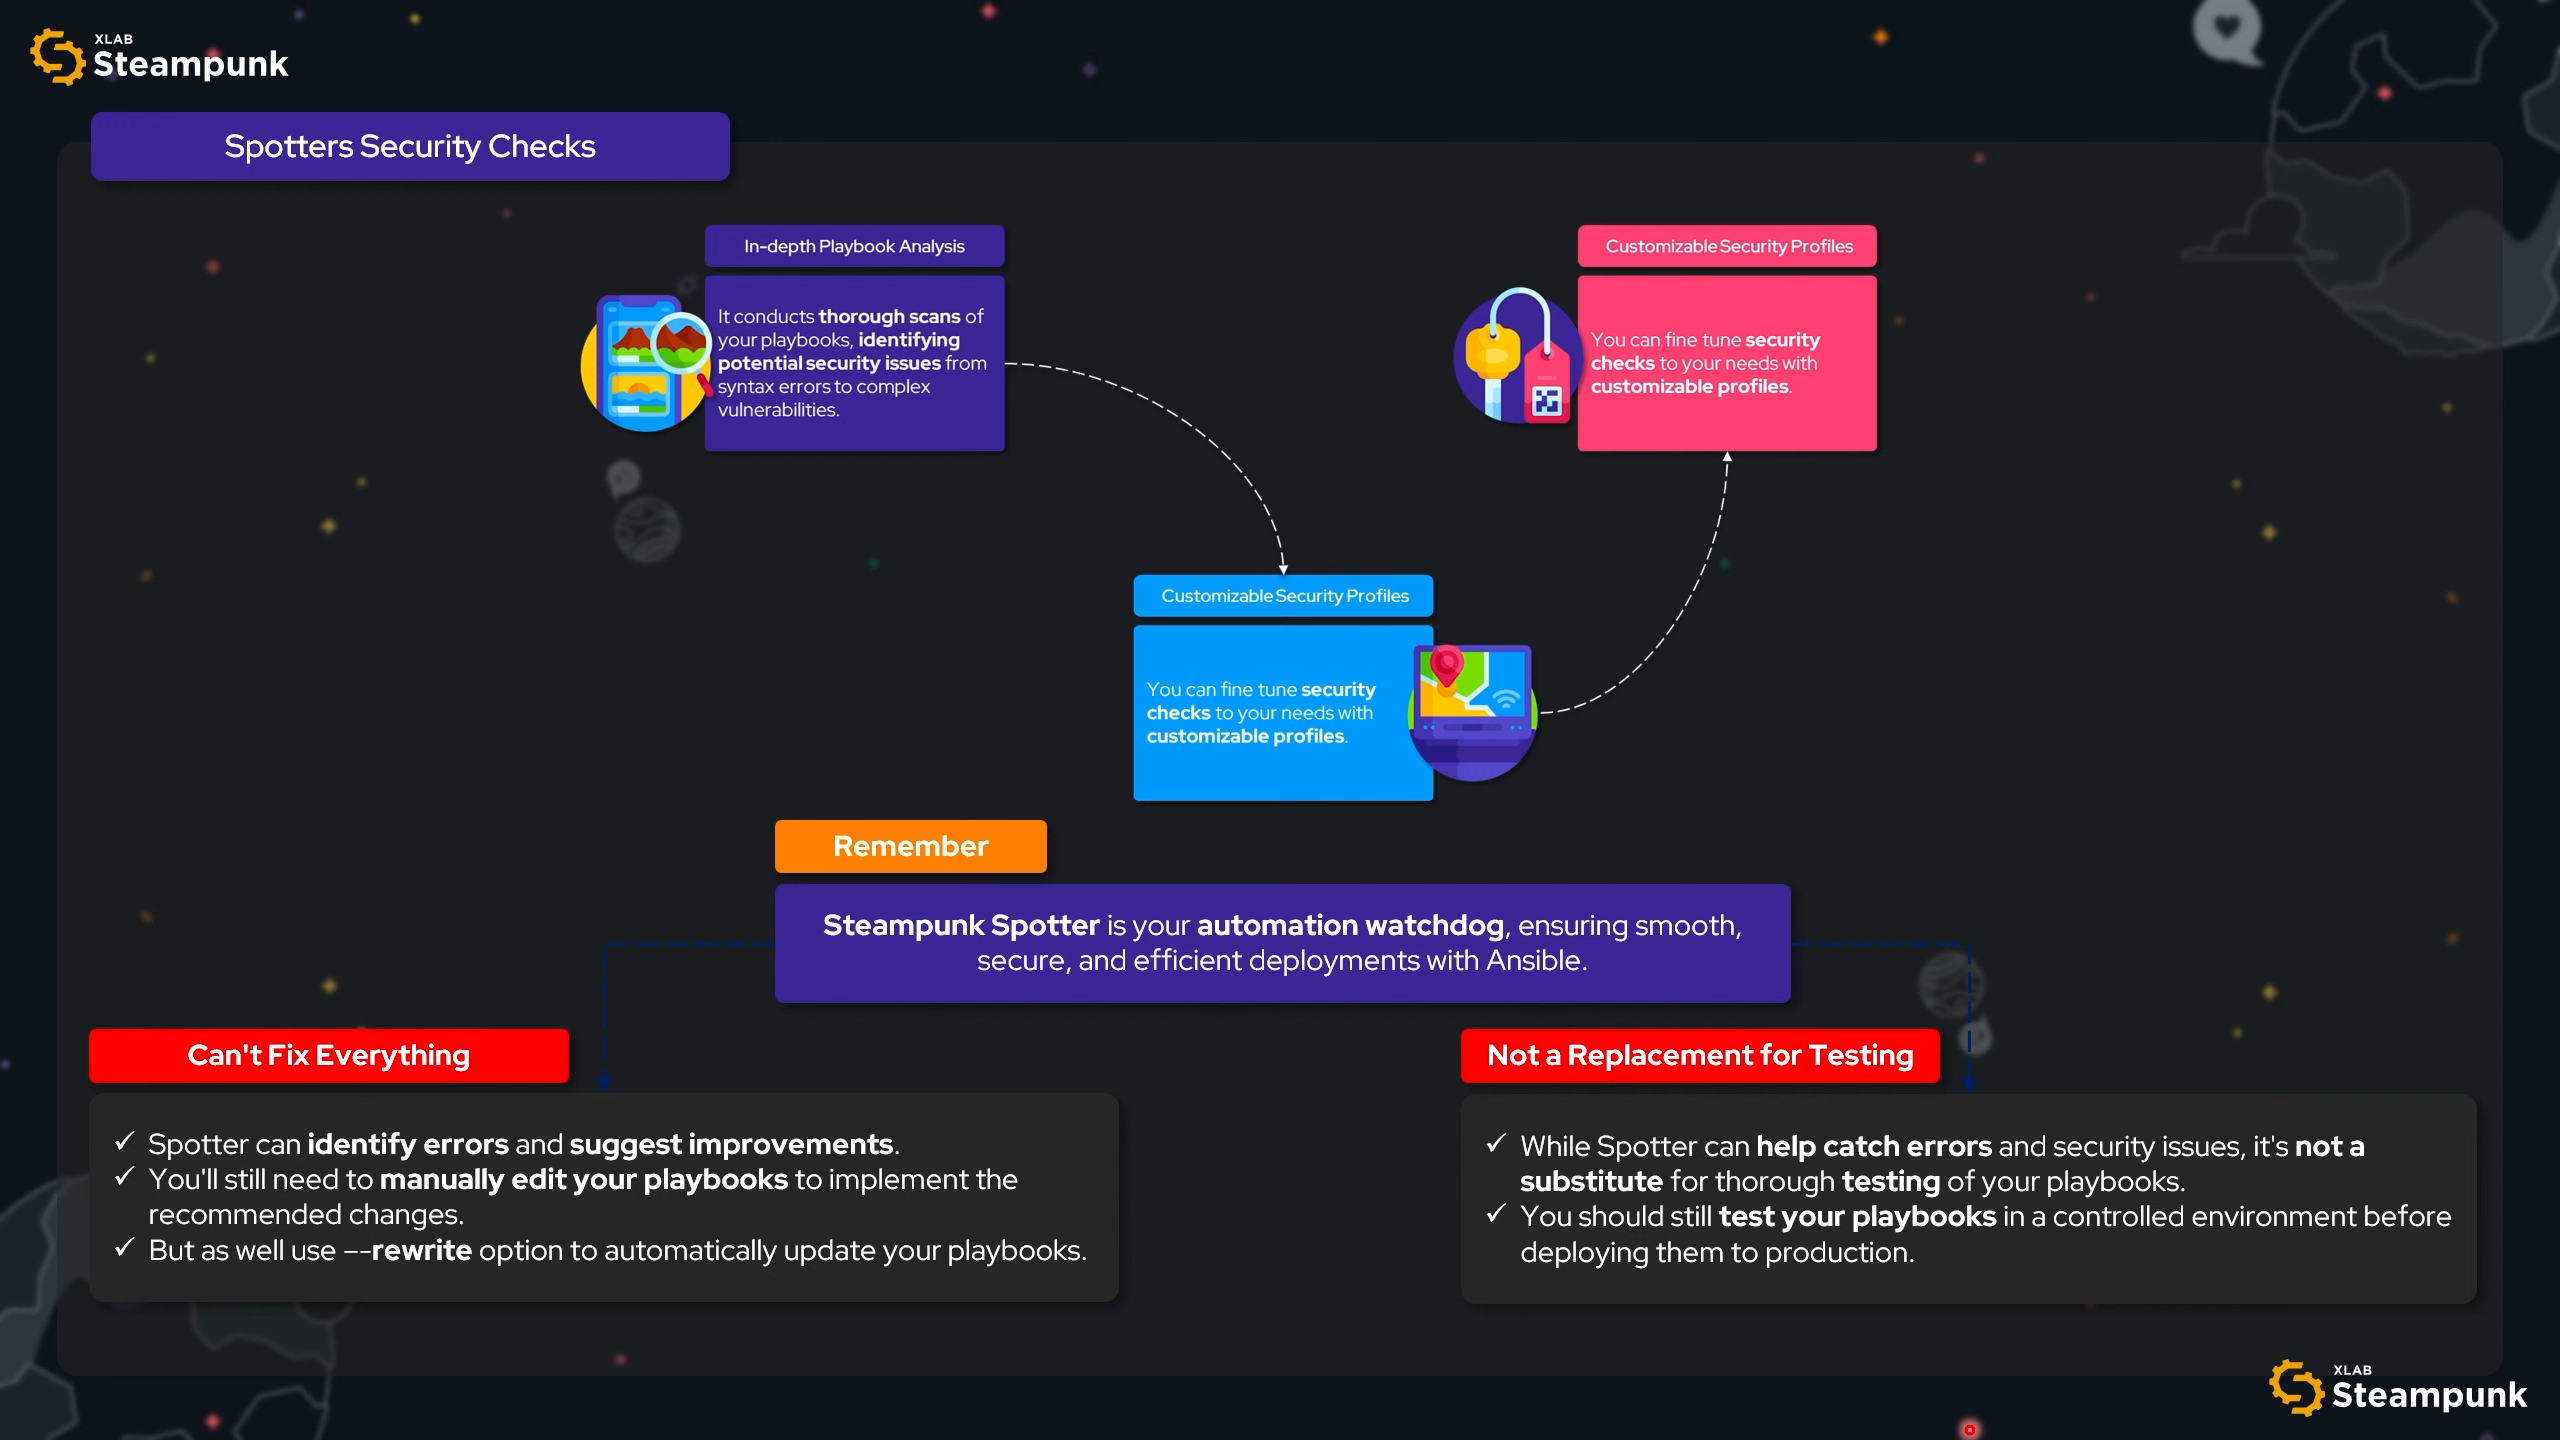 XLAB
Steampunk
Spotters Security Checks
In-depth Playbook Analysis
It conducts thorough scans of
your playbooks, identifying
potential security issues from
syntax errors to complex
vulnerabilities.
Customizable Security Profiles
You can fine tune security
checks to your needs with
customizable profiles.
Customizable Security Profiles
You can fine tune security
checks to your needs with
customizable profiles.
Remember
Steampunk Spotter is your automation watchdog, ensuring smooth,
secure, and efficient deployments with Ansible.
Can't Fix Everything
✓ Spotter can identify errors and suggest improvements.
✓ You'll still need to manually edit your playbooks to implement the
recommended changes.
✓ But as well use –-rewrite option to automatically update your playbooks.
Not a Replacement for Testing
✓ While Spotter can help catch errors and security issues, it's not a
substitute for thorough testing of your playbooks.
✓ You should still test your playbooks in a controlled environment before
deploying them to production.
XLAB
Steampunk